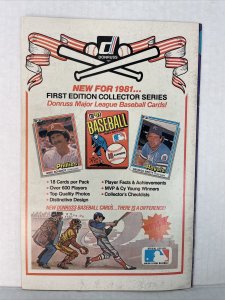 DONRUSS
NEW FOR 1981...
FIRST EDITION COLLECTOR SERIES
Donruss Major League Baseball Cards!
Phillies
BASEBALL
Royals
• 18 Cards per Pack
• Over 600 Players
• Top Quality Photos
• Distinctive Design
• Player Facts & Achievements
• MVP & Cy Young Winners
• Collector's Checklists
NEW DONRUSS BASEBALL CARDS... THERE IS A DIFFERENCE!